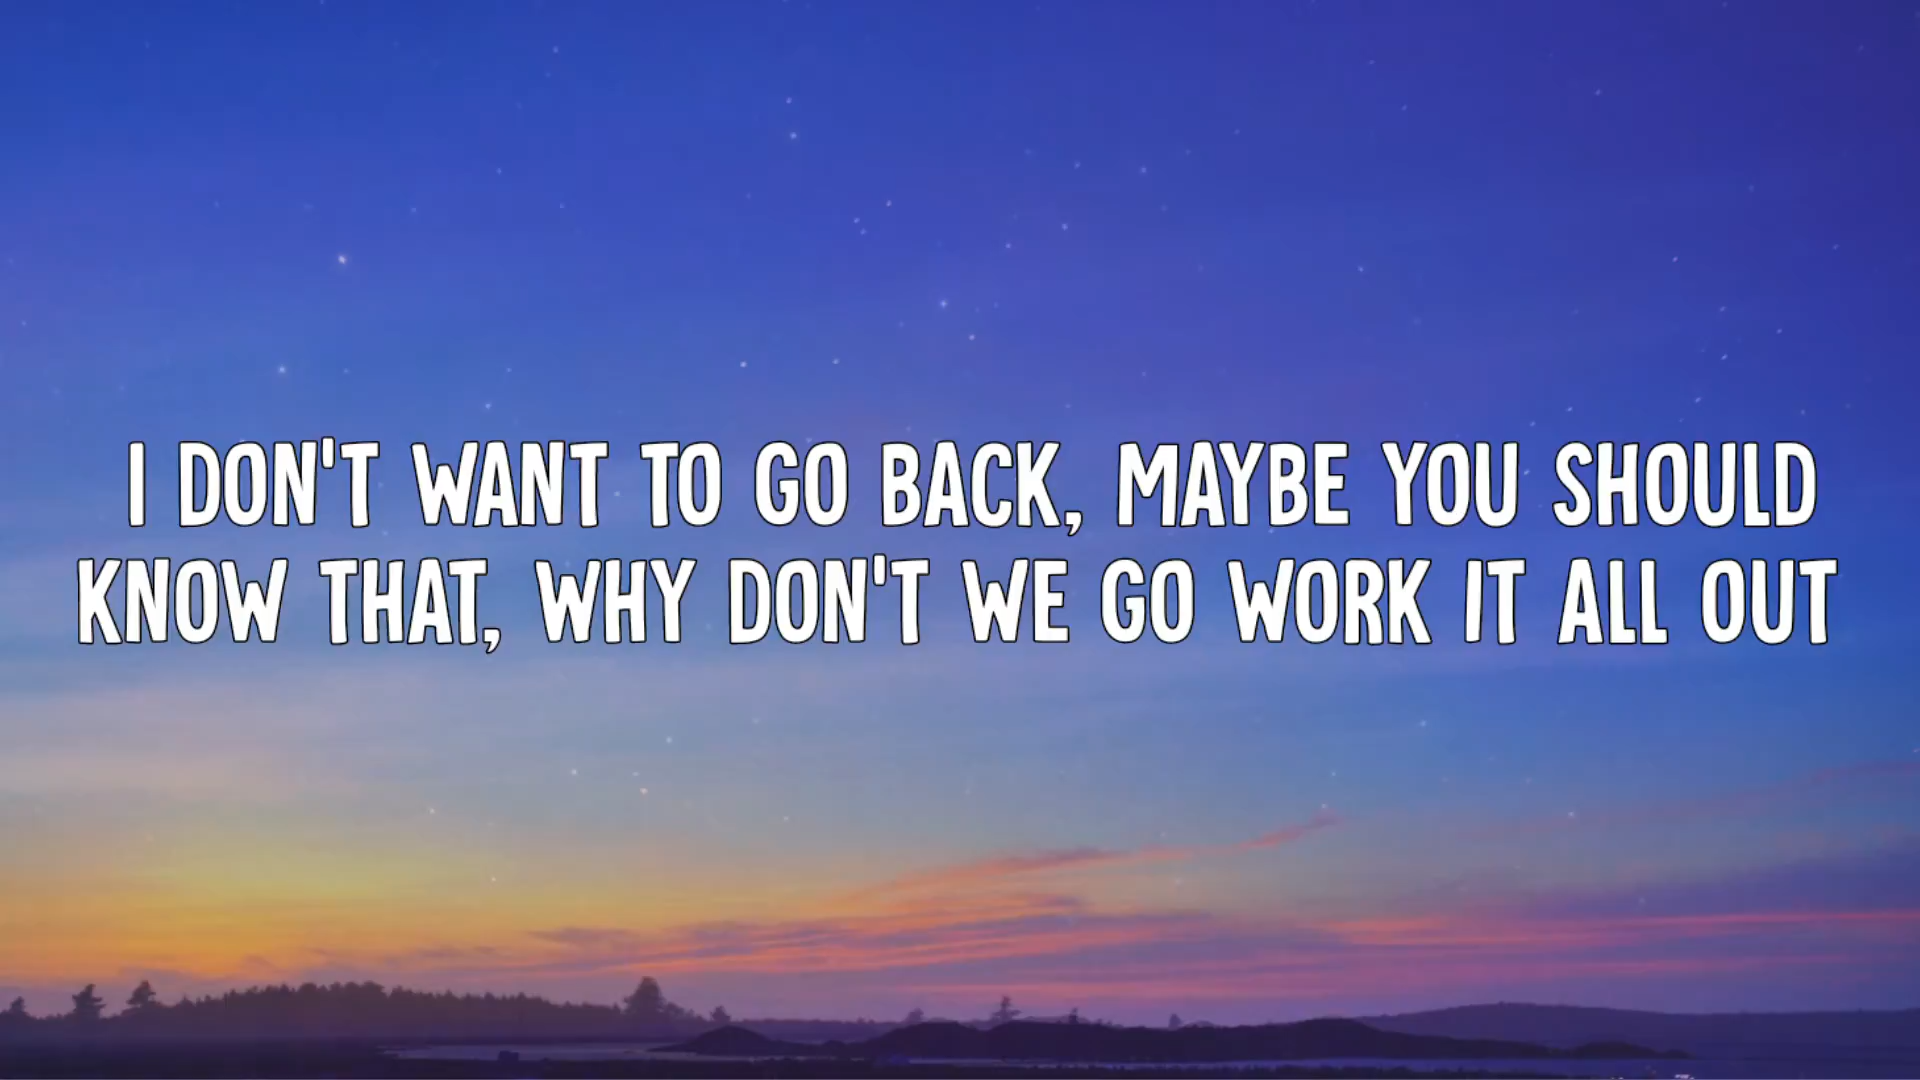 I DON'T WANT TO GO BACK, MAYBE YOU SHOULD
KNOW THAT, WHY DON'T WE GO WORK IT ALL OUT